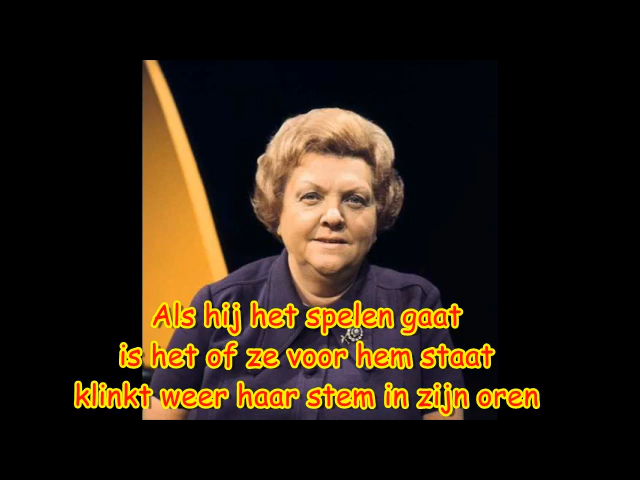 Als hij het spelen gaat
is het of ze voor hem staat
klinkt weer haar stem in zijn oren